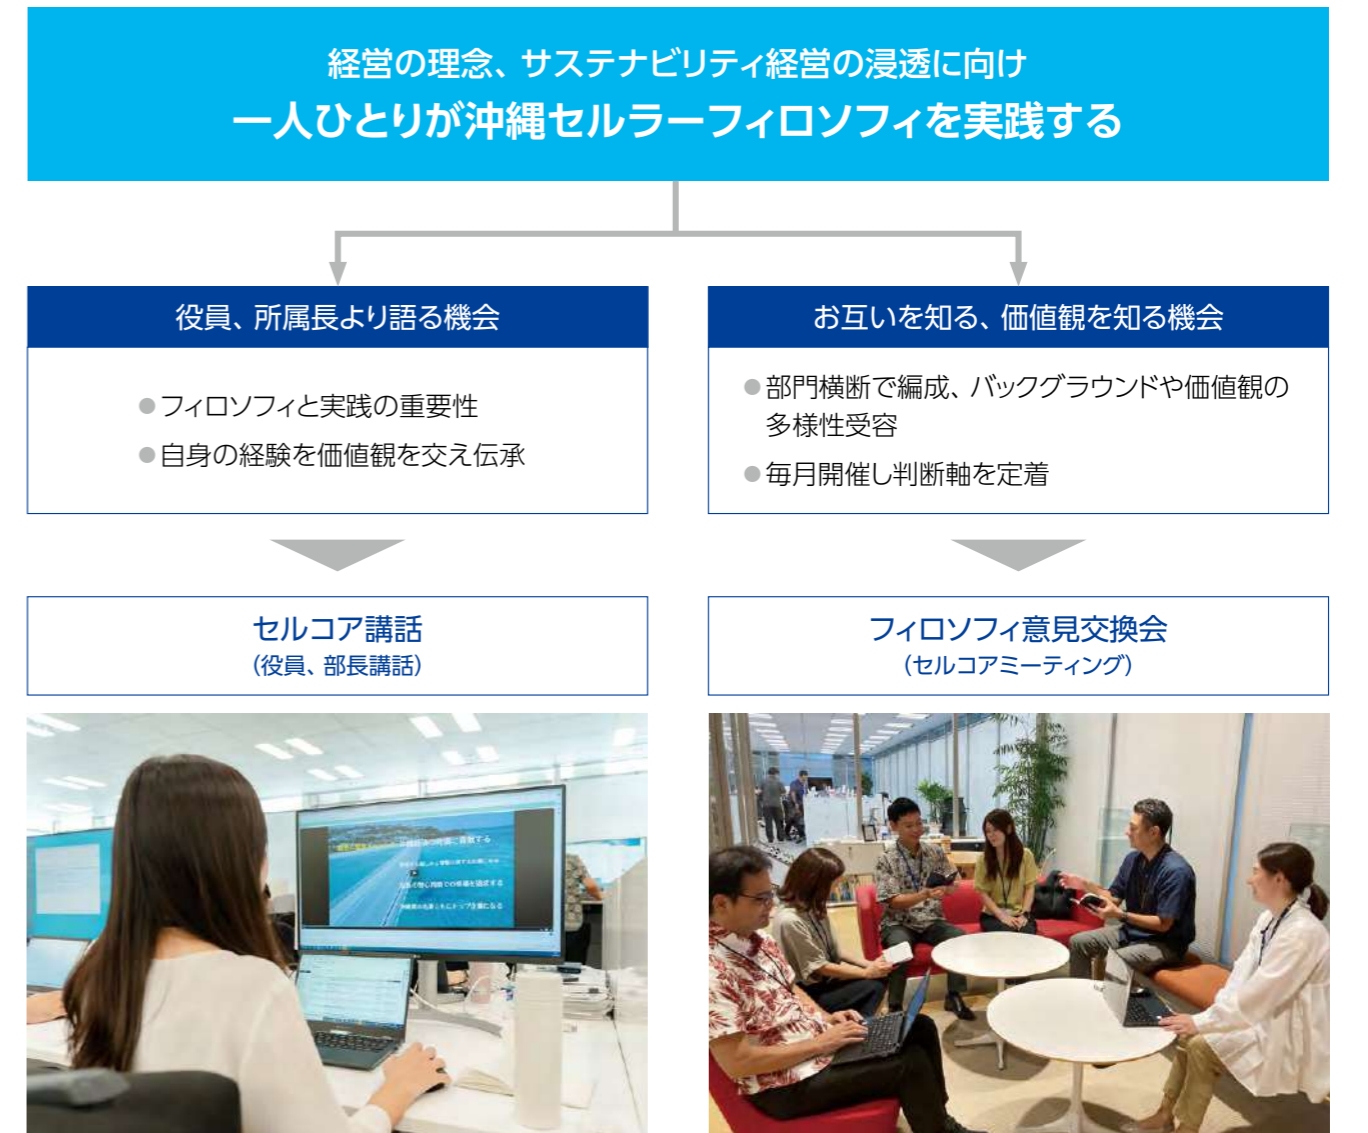 経営の理念、サステナビリティ経営の浸透に向け
一人ひとりが沖縄セルラーフィロソフィを実践する
役員、所属長より語る機会
●フィロソフィと実践の重要性
●自身の経験を価値観を交え伝承
セルコア講話
（役員、部長講話）
お互いを知る、価値観を知る機会
●部門横断で編成、バックグラウンドや価値観の
多様性受容
●毎月開催し判断軸を定着
フィロソフィ意見交換会
（セルコアミーティング）